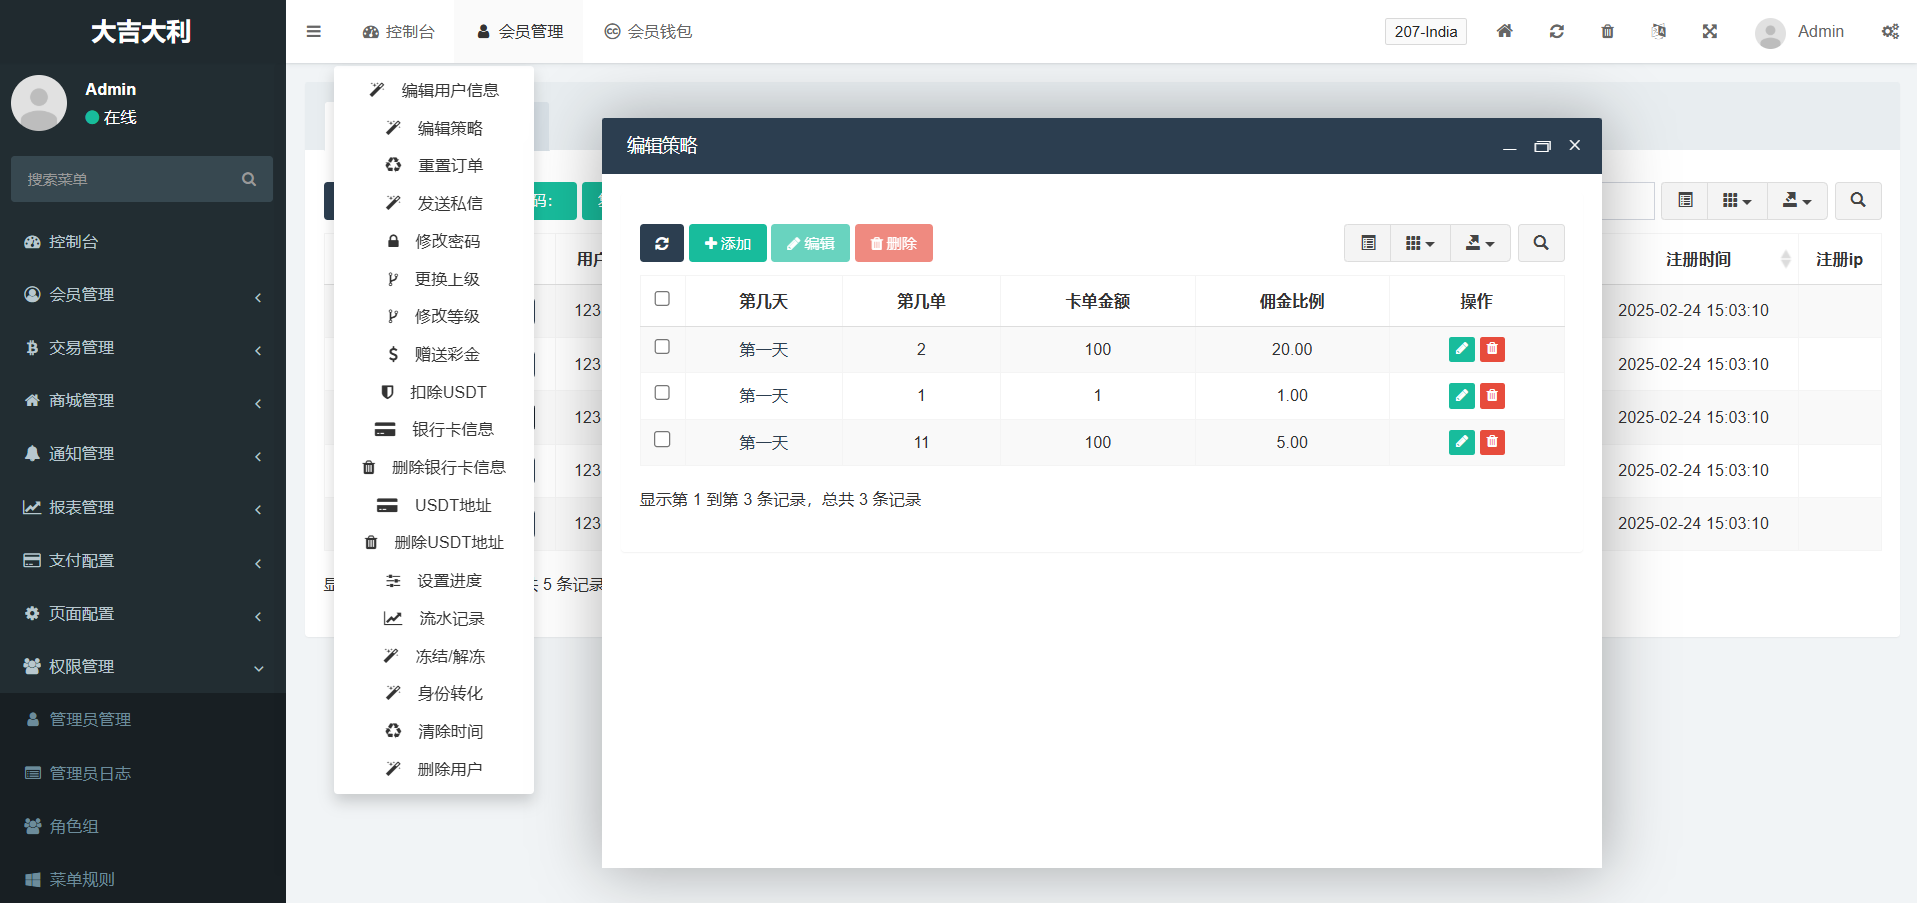 大吉大利
控制台
会员管理
会员钱包
207-India
Admin
Admin
在线
搜索菜单
控制台
会员管理
交易管理
商城管理
通知管理
报表管理
支付配置
页面配置
权限管理
管理员管理
管理员日志
角色组
菜单规则
编辑用户信息
编辑策略
重置订单
发送私信
修改密码
更换上级
修改等级
赠送彩金
扣除USDT
银行卡信息
删除银行卡信息
USDT地址
删除USDT地址
设置进度
流水记录
冻结/解冻
身份转化
清除时间
删除用户
码:
用户
123
123
123
123
123
5 条记录
编辑策略
添加 编辑 删除
第几天 第几单 卡单金额 佣金比例 操作
第一天 2 100 20.00
第一天 1 1 1.00
第一天 11 100 5.00
显示第 1 到第 3 条记录，总共 3 条记录
注册时间 注册ip
2025-02-24 15:03:10
2025-02-24 15:03:10
2025-02-24 15:03:10
2025-02-24 15:03:10
2025-02-24 15:03:10